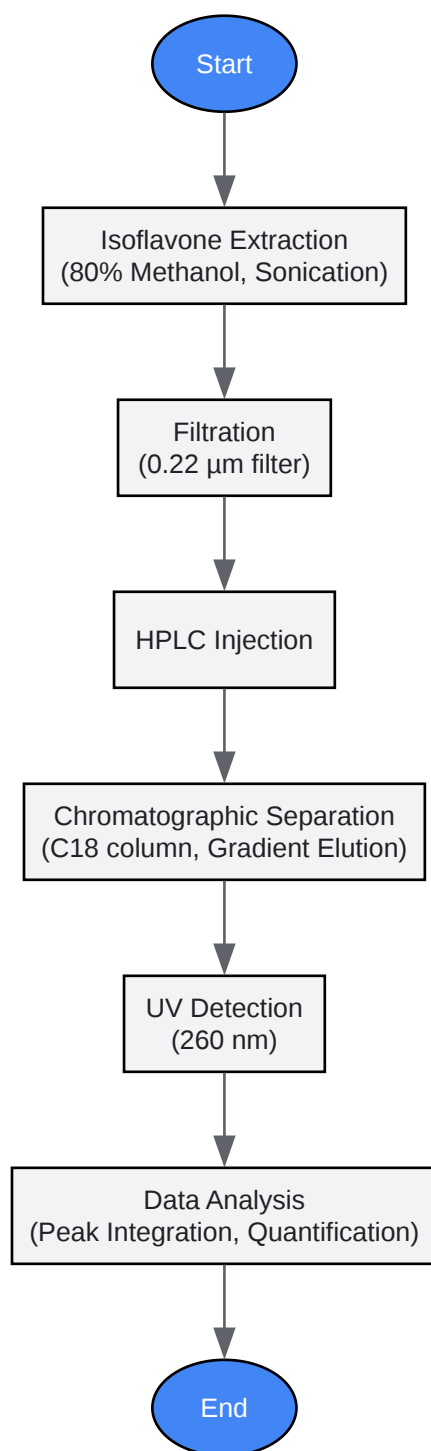 Start
Isoflavone Extraction
(80% Methanol, Sonication)
Filtration
(0.22 µm filter)
HPLC Injection
Chromatographic Separation
(C18 column, Gradient Elution)
UV Detection
(260 nm)
Data Analysis
(Peak Integration, Quantification)
End